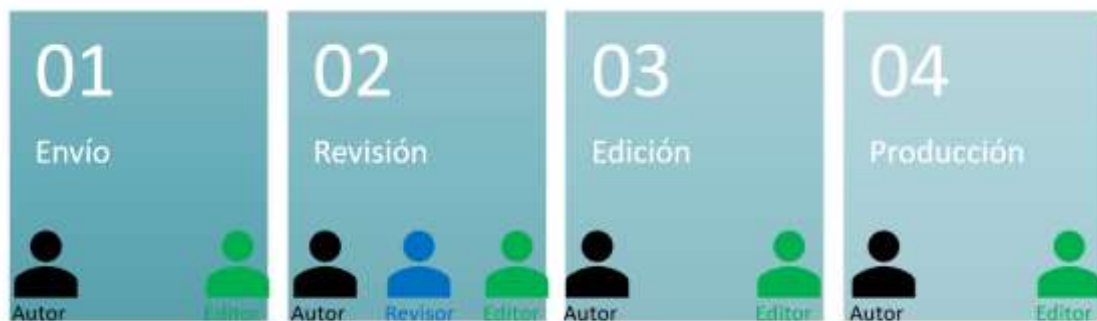 01
Envío
Autor Editor
02
Revisión
Autor Revisor Editor
03
Edición
Autor Editor
04
Producción
Autor Editor